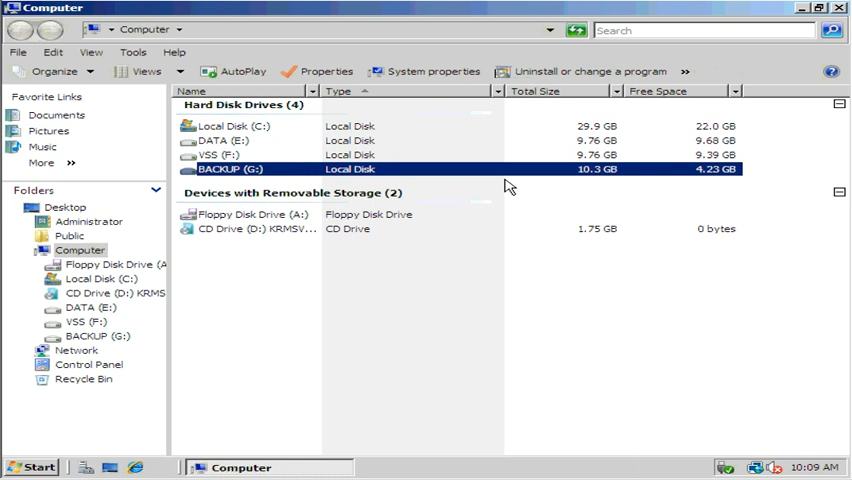 Computer
Computer
Search
File Edit View Tools Help
Organize Views AutoPlay Properties System properties Uninstall or change a program »
Favorite Links
Documents
Pictures
Music
More »
Folders
Desktop
Administrator
Public
Computer
Floppy Disk Drive (A
Local Disk (C:)
CD Drive (D:) KRMS
DATA (E:)
VSS (F:)
BACKUP (G:)
Network
Control Panel
Recycle Bin
Name Type Total Size Free Space
Hard Disk Drives (4)
Local Disk (C:) Local Disk 29.9 GB 22.0 GB
DATA (E:) Local Disk 9.76 GB 9.68 GB
VSS (F:) Local Disk 9.76 GB 9.39 GB
BACKUP (G:) Local Disk 10.3 GB 4.23 GB
Devices with Removable Storage (2)
Floppy Disk Drive (A:) Floppy Disk Drive
CD Drive (D:) KRMSV... CD Drive 1.75 GB 0 bytes
Start Computer 10:09 AM